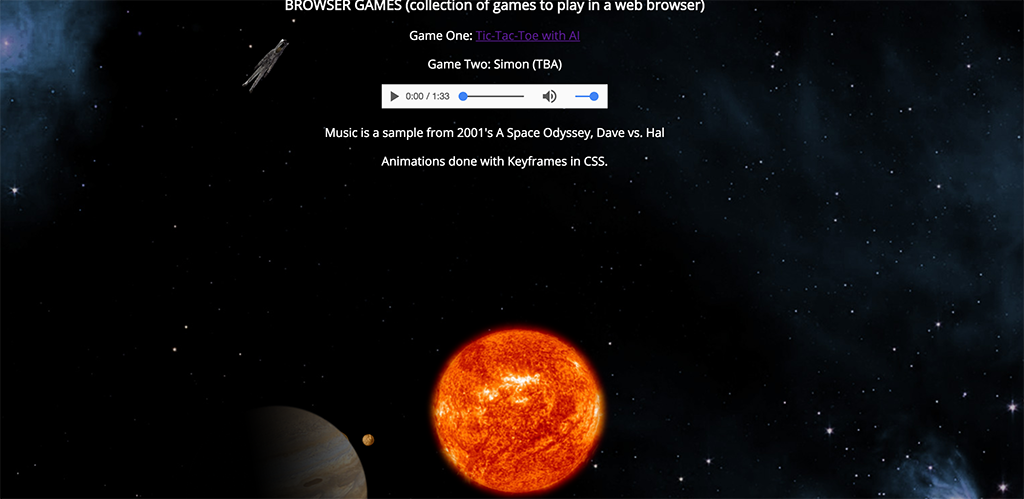 BROWSER GAMES (collection of games to play in a web browser)
Game One: Tic-Tac-Toe with AI
Game Two: Simon (TBA)
0:00 / 1:33
Music is a sample from 2001's A Space Odyssey, Dave vs. Hal
Animations done with Keyframes in CSS.